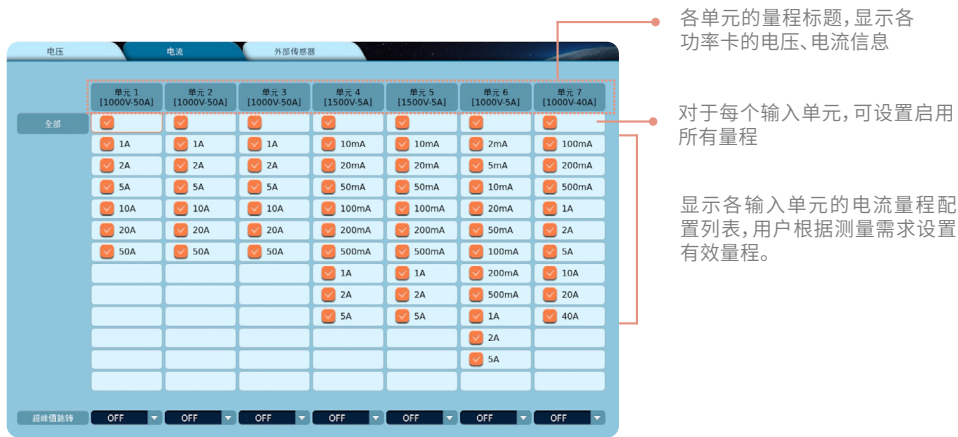 电压 电流 外部传感器
单元 1 单元 2 单元 3 单元 4 单元 5 单元 6 单元 7
[1000V-50A] [1000V-50A] [1000V-50A] [1500V-5A] [1500V-5A] [1000V-5A] [1000V-40A]
全部
1A 1A 1A 10mA 10mA 2mA 100mA
2A 2A 2A 20mA 20mA 5mA 200mA
5A 5A 5A 50mA 50mA 10mA 500mA
10A 10A 10A 100mA 100mA 20mA 1A
20A 20A 20A 200mA 200mA 50mA 2A
50A 50A 50A 500mA 500mA 100mA 5A
1A 1A 200mA 10A
2A 2A 500mA 20A
5A 5A 1A 40A
2A
5A
超峰值跳转 OFF OFF OFF OFF OFF OFF OFF
各单元的量程标题，显示各
功率卡的电压、电流信息
对于每个输入单元，可设置启用
所有量程
显示各输入单元的电流量程配
置列表，用户根据测量需求设置
有效量程。